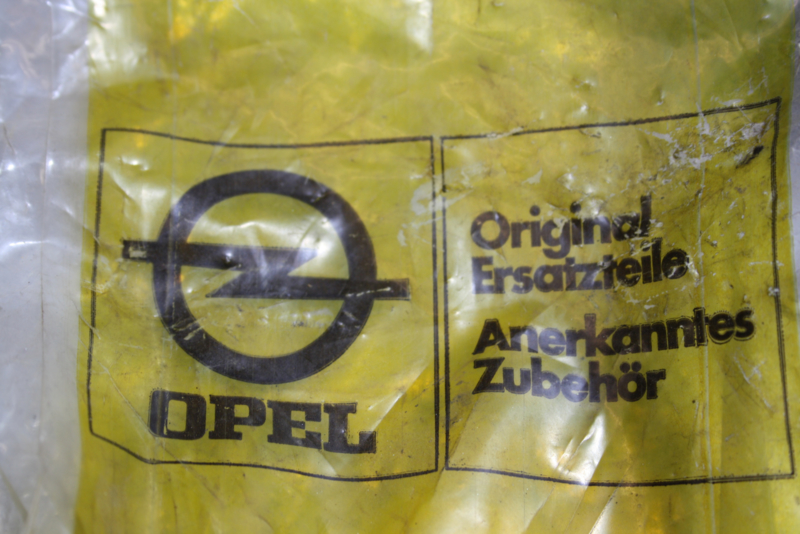 OPEL
Original
Ersatzteile
Anerkanntes
Zubehör